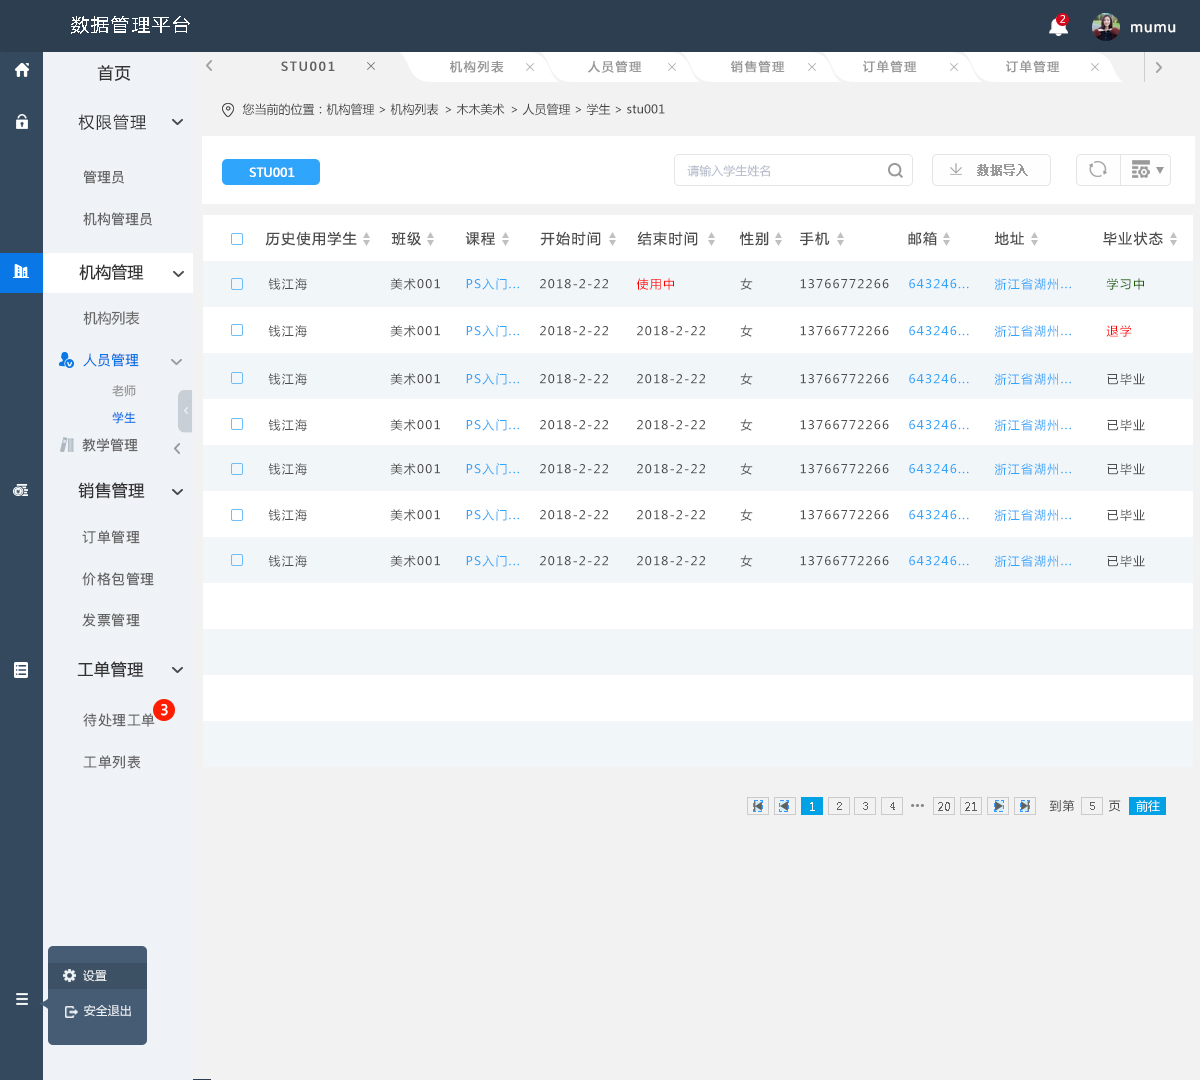 数据管理平台
2
mumu
首页
权限管理
管理员
机构管理员
机构管理
机构列表
人员管理
老师
学生
教学管理
销售管理
订单管理
价格包管理
发票管理
工单管理
待处理工单 3
工单列表
设置
安全退出
STU001 机构列表 人员管理 销售管理 订单管理 订单管理
您当前的位置：机构管理 > 机构列表 > 木木美术 > 人员管理 > 学生 > stu001
STU001 请输入学生姓名 数据导入
历史使用学生 班级 课程 开始时间 结束时间 性别 手机 邮箱 地址 毕业状态
钱江海 美术001 PS入门... 2018-2-22 使用中 女 13766772266 643246... 浙江省湖州... 学习中
钱江海 美术001 PS入门... 2018-2-22 2018-2-22 女 13766772266 643246... 浙江省湖州... 退学
钱江海 美术001 PS入门... 2018-2-22 2018-2-22 女 13766772266 643246... 浙江省湖州... 已毕业
钱江海 美术001 PS入门... 2018-2-22 2018-2-22 女 13766772266 643246... 浙江省湖州... 已毕业
钱江海 美术001 PS入门... 2018-2-22 2018-2-22 女 13766772266 643246... 浙江省湖州... 已毕业
钱江海 美术001 PS入门... 2018-2-22 2018-2-22 女 13766772266 643246... 浙江省湖州... 已毕业
钱江海 美术001 PS入门... 2018-2-22 2018-2-22 女 13766772266 643246... 浙江省湖州... 已毕业
1 2 3 4 ··· 20 21 到第 5 页 前往